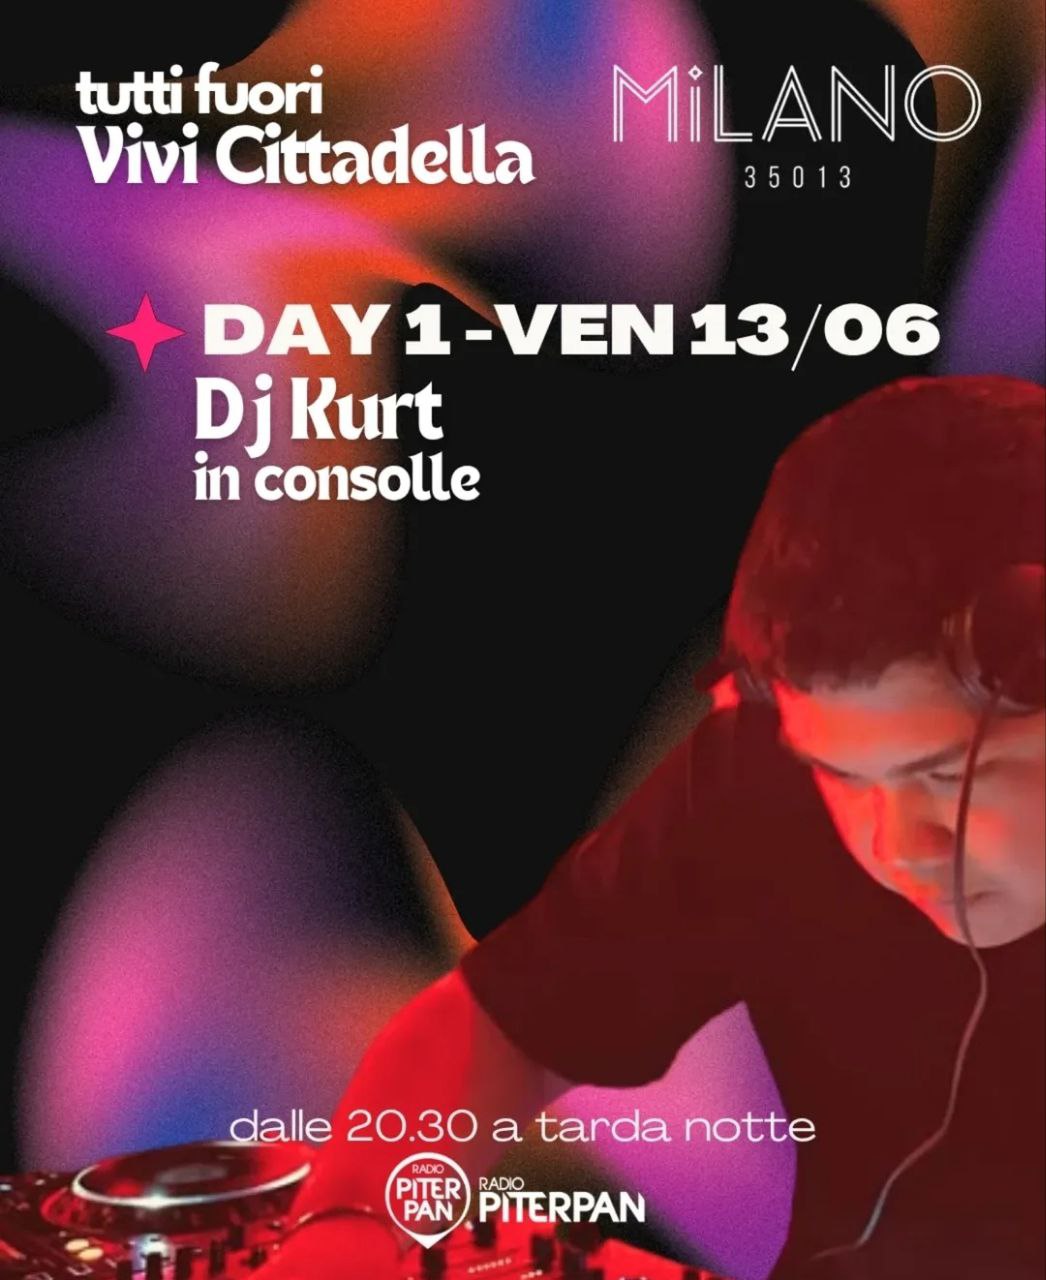 tutti fuori
Vivi Cittadella
MiLANO
35013
DAY 1 - VEN 13/06
Dj Kurt
in consolle
dalle 20.30 a tarda notte
RADIO
PITER
PAN
RADIO
PITERPAN